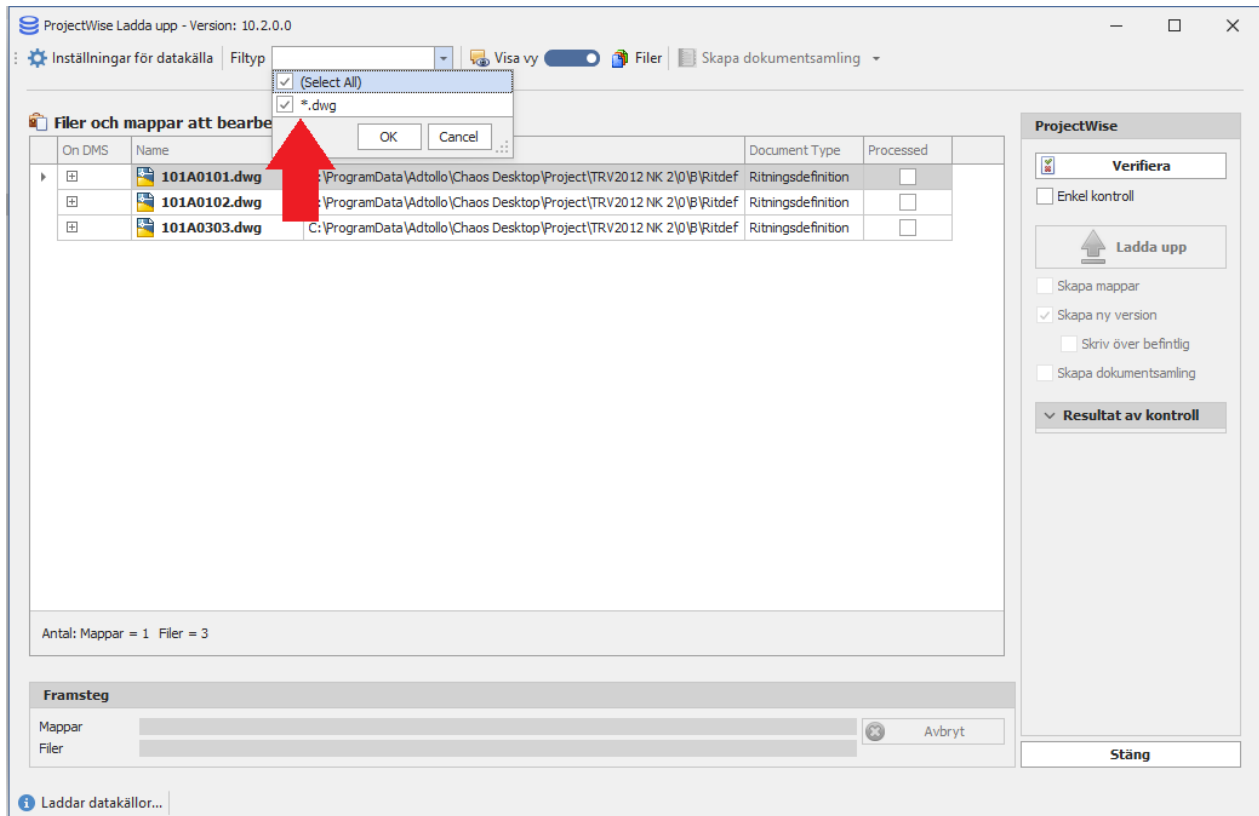 ProjectWise Ladda upp - Version: 10.2.0.0
Inställningar för datakälla Filtyp Visa vy Filer Skapa dokumentsamling
(Select All)
*.dwg
OK Cancel
Filer och mappar att bearbe
On DMS Name Document Type Processed
101A0101.dwg :\ProgramData\Adtollo\Chaos Desktop\Project\TRV2012 NK 2\0\B\Ritdef Ritningsdefinition
101A0102.dwg :\ProgramData\Adtollo\Chaos Desktop\Project\TRV2012 NK 2\0\B\Ritdef Ritningsdefinition
101A0303.dwg C:\ProgramData\Adtollo\Chaos Desktop\Project\TRV2012 NK 2\0\B\Ritdef Ritningsdefinition
Antal: Mappar = 1 Filer = 3
ProjectWise
Verifiera
Enkel kontroll
Ladda upp
Skapa mappar
Skapa ny version
Skriv över befintlig
Skapa dokumentsamling
Resultat av kontroll
Framsteg
Mappar
Filer
Avbryt
Stäng
Laddar datakällor...